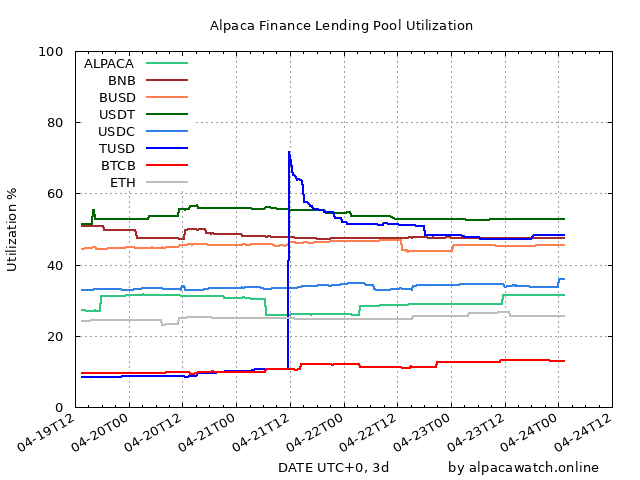 Alpaca Finance Lending Pool Utilization
100
80
60
40
20
0
Utilization %
ALPACA
BNB
BUSD
USDT
USDC
TUSD
BTCB
ETH
04-19T12
04-20T00
04-20T12
04-21T00
04-21T12
04-22T00
04-22T12
04-23T00
04-23T12
04-24T00
04-24T12
DATE UTC+0, 3d
by alpacawatch.online